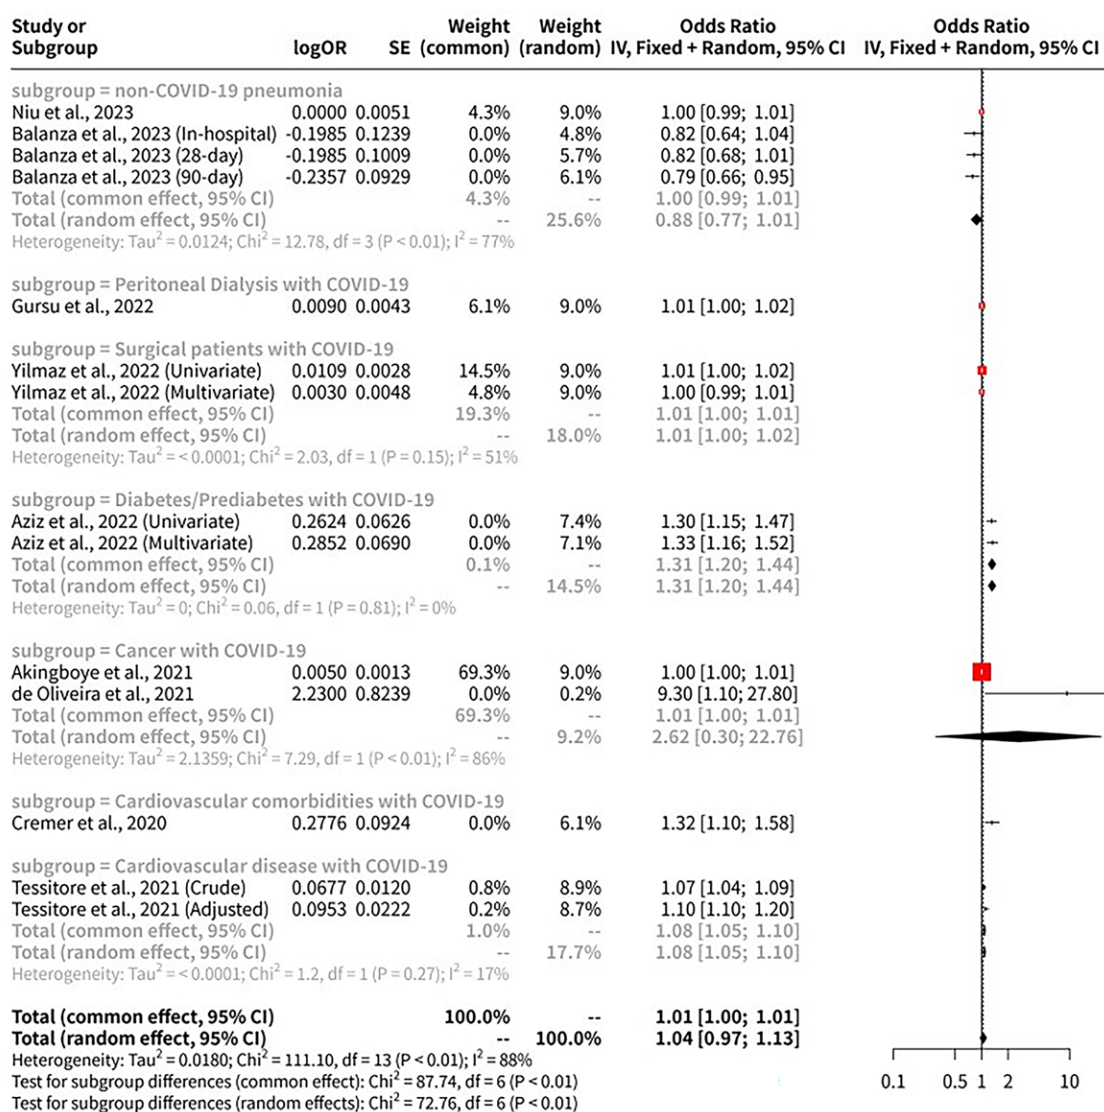 Study or Subgroup logOR SE Weight (common) Weight (random) Odds Ratio IV, Fixed + Random, 95% CI Odds Ratio IV, Fixed + Random, 95% CI
subgroup = non-COVID-19 pneumonia
Niu et al., 2023 0.0000 0.0051 4.3% 9.0% 1.00 [0.99; 1.01]
Balanza et al., 2023 (In-hospital) -0.1985 0.1239 0.0% 4.8% 0.82 [0.64; 1.04]
Balanza et al., 2023 (28-day) -0.1985 0.1009 0.0% 5.7% 0.82 [0.68; 1.01]
Balanza et al., 2023 (90-day) -0.2357 0.0929 0.0% 6.1% 0.79 [0.66; 0.95]
Total (common effect, 95% CI) 4.3% -- 1.00 [0.99; 1.01]
Total (random effect, 95% CI) -- 25.6% 0.88 [0.77; 1.01]
Heterogeneity: Tau² = 0.0124; Chi² = 12.78, df = 3 (P < 0.01); I² = 77%
subgroup = Peritoneal Dialysis with COVID-19
Gursu et al., 2022 0.0090 0.0043 6.1% 9.0% 1.01 [1.00; 1.02]
subgroup = Surgical patients with COVID-19
Yilmaz et al., 2022 (Univariate) 0.0109 0.0028 14.5% 9.0% 1.01 [1.00; 1.02]
Yilmaz et al., 2022 (Multivariate) 0.0030 0.0048 4.8% 9.0% 1.00 [0.99; 1.01]
Total (common effect, 95% CI) 19.3% -- 1.01 [1.00; 1.01]
Total (random effect, 95% CI) -- 18.0% 1.01 [1.00; 1.02]
Heterogeneity: Tau² = < 0.0001; Chi² = 2.03, df = 1 (P = 0.15); I² = 51%
subgroup = Diabetes/Prediabetes with COVID-19
Aziz et al., 2022 (Univariate) 0.2624 0.0626 0.0% 7.4% 1.30 [1.15; 1.47]
Aziz et al., 2022 (Multivariate) 0.2852 0.0690 0.0% 7.1% 1.33 [1.16; 1.52]
Total (common effect, 95% CI) 0.1% -- 1.31 [1.20; 1.44]
Total (random effect, 95% CI) -- 14.5% 1.31 [1.20; 1.44]
Heterogeneity: Tau² = 0; Chi² = 0.06, df = 1 (P = 0.81); I² = 0%
subgroup = Cancer with COVID-19
Akingboye et al., 2021 0.0050 0.0013 69.3% 9.0% 1.00 [1.00; 1.01]
de Oliveira et al., 2021 2.2300 0.8239 0.0% 0.2% 9.30 [1.10; 27.80]
Total (common effect, 95% CI) 69.3% -- 1.01 [1.00; 1.01]
Total (random effect, 95% CI) -- 9.2% 2.62 [0.30; 22.76]
Heterogeneity: Tau² = 2.1359; Chi² = 7.29, df = 1 (P < 0.01); I² = 86%
subgroup = Cardiovascular comorbidities with COVID-19
Cremer et al., 2020 0.2776 0.0924 0.0% 6.1% 1.32 [1.10; 1.58]
subgroup = Cardiovascular disease with COVID-19
Tessitore et al., 2021 (Crude) 0.0677 0.0120 0.8% 8.9% 1.07 [1.04; 1.09]
Tessitore et al., 2021 (Adjusted) 0.0953 0.0222 0.2% 8.7% 1.10 [1.10; 1.20]
Total (common effect, 95% CI) 1.0% -- 1.08 [1.05; 1.10]
Total (random effect, 95% CI) -- 17.7% 1.08 [1.05; 1.10]
Heterogeneity: Tau² = < 0.0001; Chi² = 1.2, df = 1 (P = 0.27); I² = 17%
Total (common effect, 95% CI) 100.0% -- 1.01 [1.00; 1.01]
Total (random effect, 95% CI) -- 100.0% 1.04 [0.97; 1.13]
Heterogeneity: Tau² = 0.0180; Chi² = 111.10, df = 13 (P < 0.01); I² = 88%
Test for subgroup differences (common effect): Chi² = 87.74, df = 6 (P < 0.01)
Test for subgroup differences (random effects): Chi² = 72.76, df = 6 (P < 0.01)
0.1 0.5 1 2 10